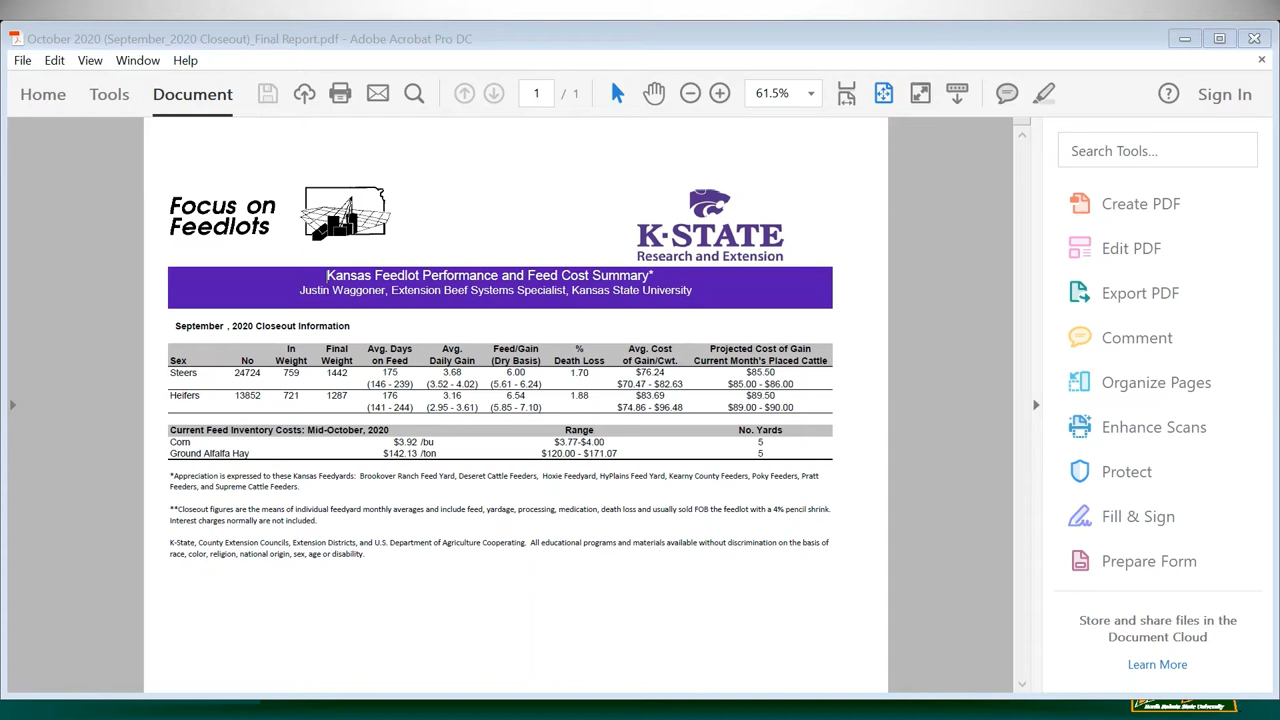 October 2020 (September_2020 Closeout)_Final Report.pdf - Adobe Acrobat Pro DC
File Edit View Window Help
Home Tools Document 1 / 1 61.5% Sign In
Search Tools...
Create PDF
Edit PDF
Export PDF
Comment
Organize Pages
Enhance Scans
Protect
Fill & Sign
Prepare Form
Store and share files in the
Document Cloud
Learn More
Focus on
Feedlots
K-STATE
Research and Extension
Kansas Feedlot Performance and Feed Cost Summary*
Justin Waggoner, Extension Beef Systems Specialist, Kansas State University
September , 2020 Closeout Information
In Final Avg. Days Avg. Feed/Gain % Avg. Cost Projected Cost of Gain
Sex No Weight Weight on Feed Daily Gain (Dry Basis) Death Loss of Gain/Cwt. Current Month's Placed Cattle
Steers 24724 759 1442 175 3.68 6.00 1.70 $76.24 $85.50
(146 - 239) (3.52 - 4.02) (5.61 - 6.24) $70.47 - $82.63 $85.00 - $86.00
Heifers 13852 721 1287 176 3.16 6.54 1.88 $83.69 $89.50
(141 - 244) (2.95 - 3.61) (5.85 - 7.10) $74.86 - $96.48 $89.00 - $90.00
Current Feed Inventory Costs: Mid-October, 2020 Range No. Yards
Corn $3.92 /bu $3.77-$4.00 5
Ground Alfalfa Hay $142.13 /ton $120.00 - $171.07 5
*Appreciation is expressed to these Kansas Feedyards: Brookover Ranch Feed Yard, Deseret Cattle Feeders, Hoxie Feedyard, HyPlains Feed Yard, Kearny County Feeders, Poky Feeders, Pratt
Feeders, and Supreme Cattle Feeders.
**Closeout figures are the means of individual feedyard monthly averages and include feed, yardage, processing, medication, death loss and usually sold FOB the feedlot with a 4% pencil shrink.
Interest charges normally are not included.
K-State, County Extension Councils, Extension Districts, and U.S. Department of Agriculture Cooperating. All educational programs and materials available without discrimination on the basis of
race, color, religion, national origin, sex, age or disability.
North Dakota State University